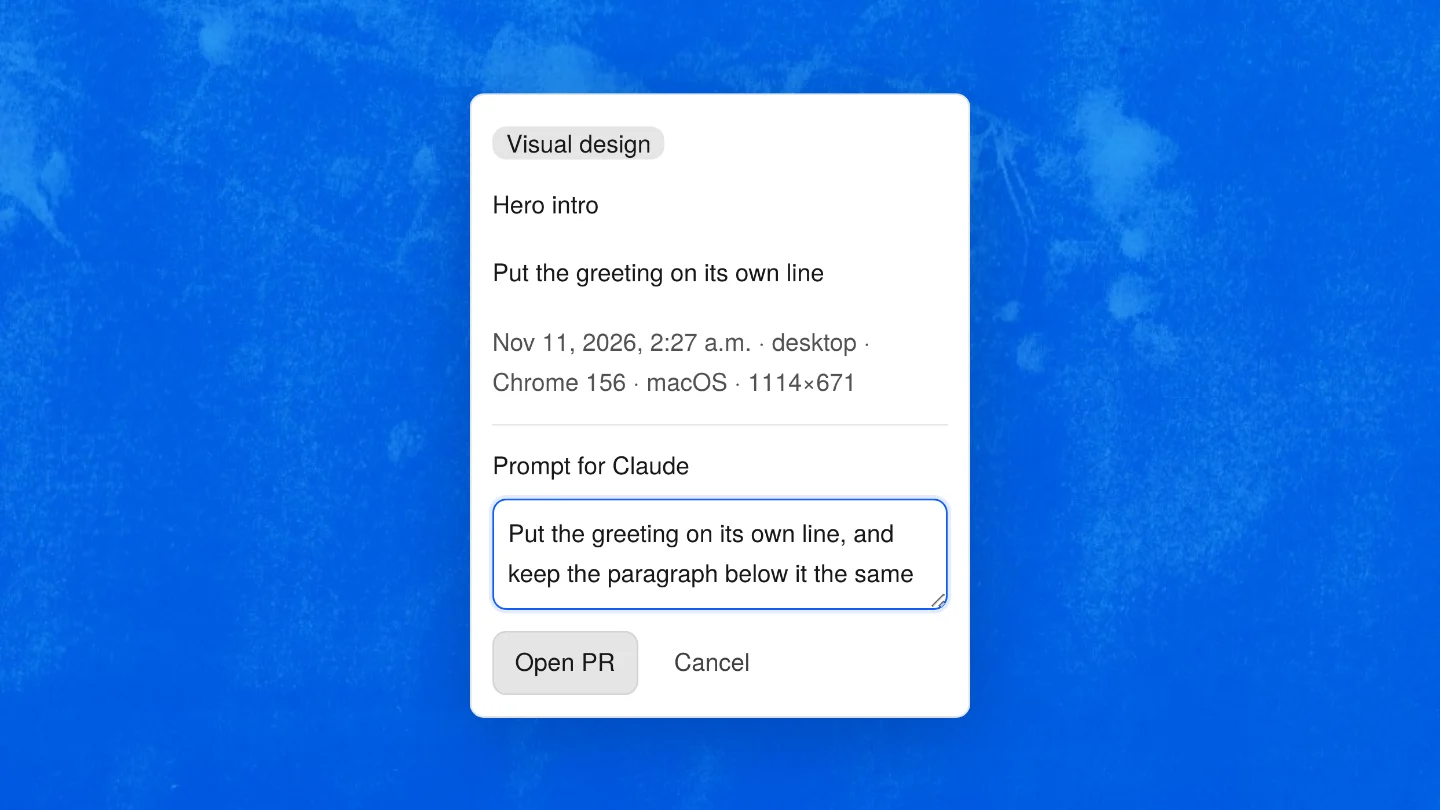 Visual design
Hero intro
Put the greeting on its own line
Nov 11, 2026, 2:27 a.m. · desktop ·
Chrome 156 · macOS · 1114×671
Prompt for Claude
Put the greeting on its own line, and
keep the paragraph below it the same
Open PR
Cancel